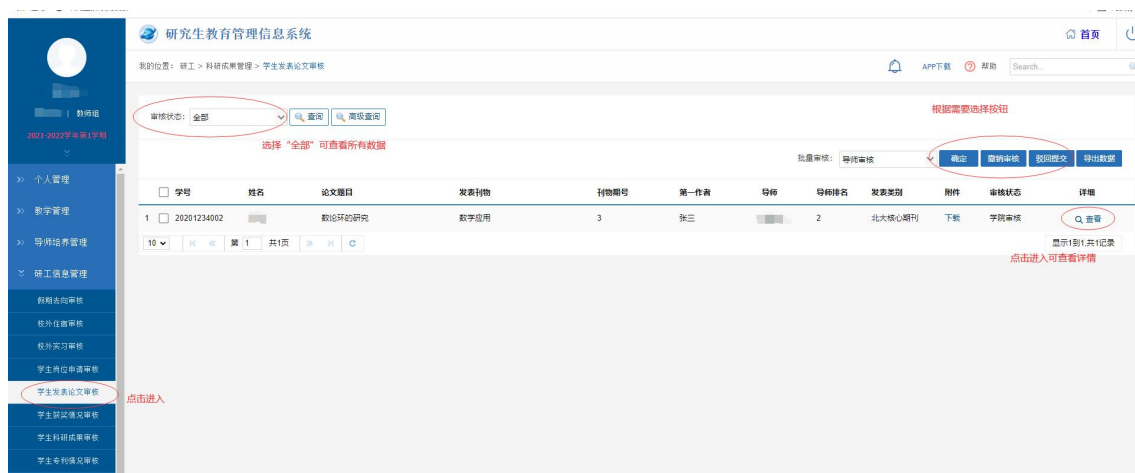 研究生教育管理信息系统
首页
我的位置： 研工 > 科研成果管理 > 学生发表论文审核
APP下载
帮助
Search...
| 教师组
2021-2022学年第1学期
审核状态： 全部
查询
高级查询
根据需要选择按钮
选择“全部”可查看所有数据
批量审核： 导师审核
确定
撤销审核
驳回提交
导出数据
学号 姓名 论文题目 发表刊物 刊物期号 第一作者 导师 导师排名 发表类别 附件 审核状态 详细
1 20201234002 数论环的研究 数学应用 3 张三 2 北大核心期刊 下载 学院审核 查看
10 第 1 共1页
显示1到1,共1记录
点击进入可查看详情
个人管理
教学管理
导师培养管理
研工信息管理
假期去向审核
校外住宿审核
校外实习审核
学生岗位申请审核
学生发表论文审核
点击进入
学生获奖情况审核
学生科研成果审核
学生专利情况审核